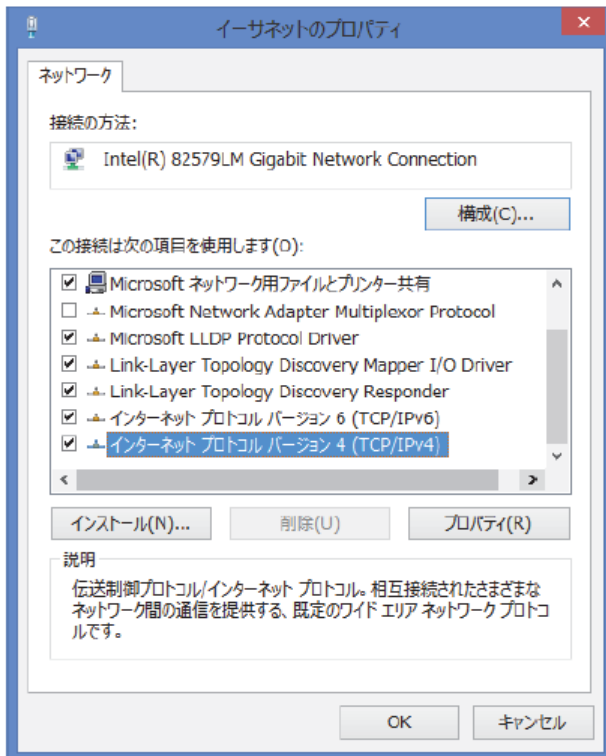 イーサネットのプロパティ
ネットワーク
接続の方法:
Intel(R) 82579LM Gigabit Network Connection
構成(C)...
この接続は次の項目を使用します(O):
Microsoft ネットワーク用ファイルとプリンター共有
Microsoft Network Adapter Multiplexor Protocol
Microsoft LLDP Protocol Driver
Link-Layer Topology Discovery Mapper I/O Driver
Link-Layer Topology Discovery Responder
インターネット プロトコル バージョン 6 (TCP/IPv6)
インターネット プロトコル バージョン 4 (TCP/IPv4)
インストール(N)... 削除(U) プロパティ(R)
説明
伝送制御プロトコル/インターネット プロトコル。相互接続されたさまざまな
ネットワーク間の通信を提供する、既定のワイド エリア ネットワーク プロトコ
ルです。
OK キャンセル